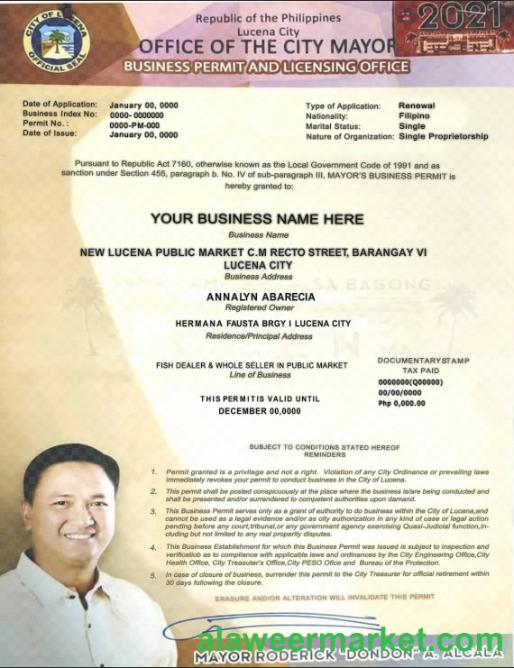 Republic of the Philippines
Lucena City
OFFICE OF THE CITY MAYOR
BUSINESS PERMIT AND LICENSING OFFICE
2021
CITY OF LUCENA
OFFICIAL SEAL
Date of Application: January 00, 0000
Business Index No: 0000- 0000000
Permit No. : 0000-PM-000
Date of Issue: January 00, 0000
Type of Application: Renewal
Nationality: Filipino
Marital Status: Single
Nature of Organization: Single Proprietorship
Pursuant to Republic Act 7160, otherwise known as the Local Government Code of 1991 and as
sanction under Section 455, paragraph b. No. IV of sub-paragraph III, MAYOR'S BUSINESS PERMIT is
hereby granted to:
YOUR BUSINESS NAME HERE
Business Name
NEW LUCENA PUBLIC MARKET C.M RECTO STREET, BARANGAY VI
LUCENA CITY
Business Address
SA BAGONG
ANNALYN ABARECIA
Registered Owner
HERMANA FAUSTA BRGY I LUCENA CITY
Residence/Principal Address
FISH DEALER & WHOLE SELLER IN PUBLIC MARKET
Line of Business
THIS PERMIT IS VALID UNTIL
DECEMBER 00,0000
DOCUMENTARY STAMP
TAX PAID
0000000(Q00000)
00/00/0000
Php 0,000.00
SUBJECT TO CONDITIONS STATED HEREOF
REMINDERS
1. Permit granted is a privilege and not a right. Violation of any City Ordinance or prevailing laws
immediately revokes your permit to conduct business in the City of Lucena.
2. This permit shall be posted conspicuously at the place where the business is/are being conducted and
shall be presented and/or surrendered to competent authorities upon damand.
3. This Business Permit serves only as a grant of authority to do business within the City of Lucena,and
cannot be used as a legal evidence and/or as city authorization in any kind of case or legal action
pending before any court,tribunal,or any government agency exercising Quasi-Judicial function,in-
cluding but not limited to any real property disputes.
4. This Business Establishment for which this Business Permit was issued is subject to inspection and
verification as to compliance with applicable laws and ordinances by the City Engineering Office,City
Health Office, City Treasuter's Office,City PESO Ofice and Bureau of the Protection.
5. In case of closure of business, surrender this permit to the City Treasurer for official retirement within
30 days following the closure.
ERASURE AND/OR ALTERATION WILL INVALIDATE THIS PERMIT
alaweermarket.com
MAYOR RODERICK "DONDON" A. ALCALA